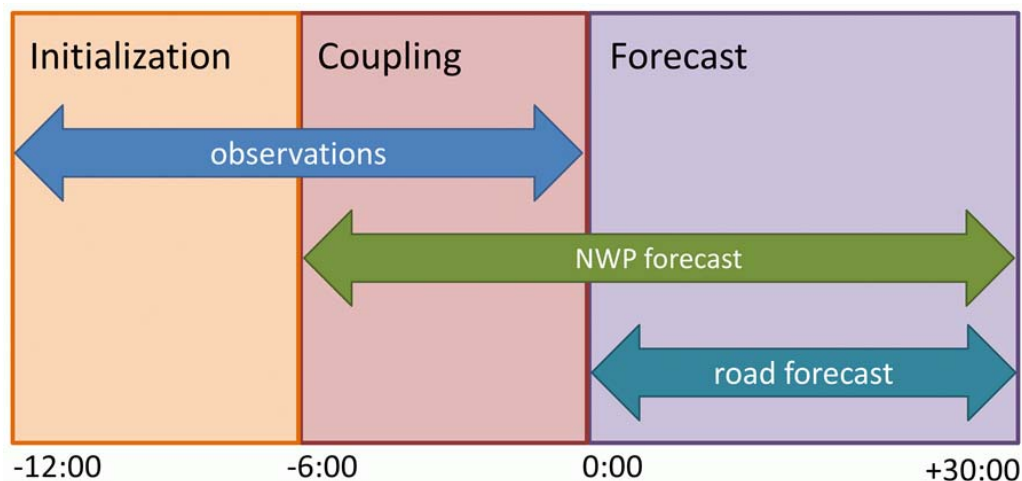 Initialization
Coupling
Forecast
observations
NWP forecast
road forecast
-12:00
-6:00
0:00
+30:00